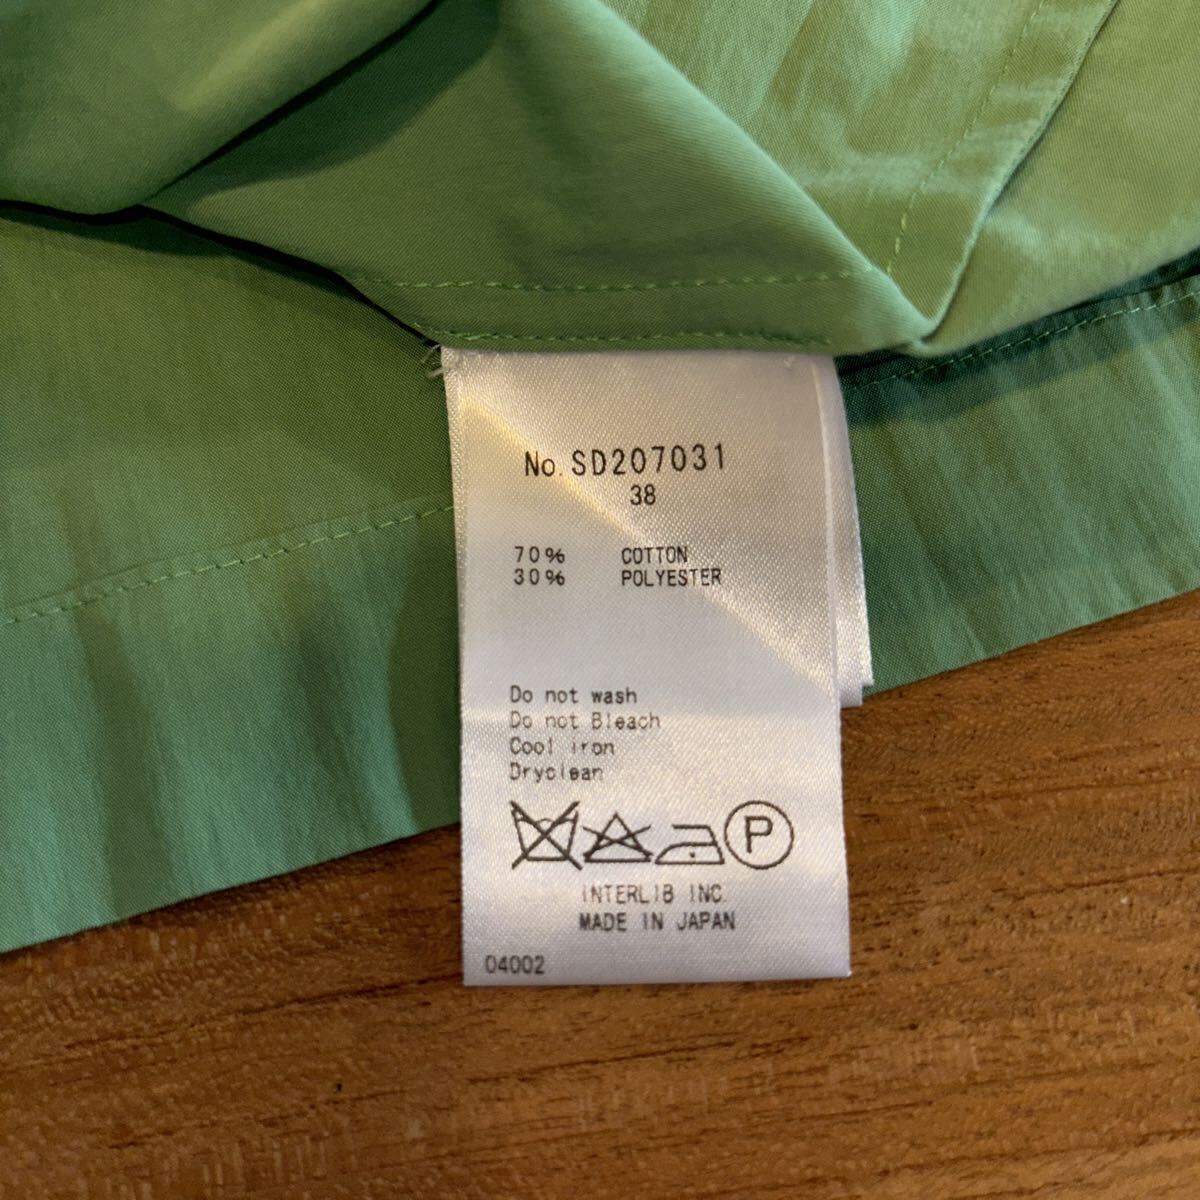 No. SD207031
38
70% COTTON
30% POLYESTER
Do not wash
Do not Bleach
Cool iron
Dryclean
P
INTERLIB INC.
MADE IN JAPAN
04002